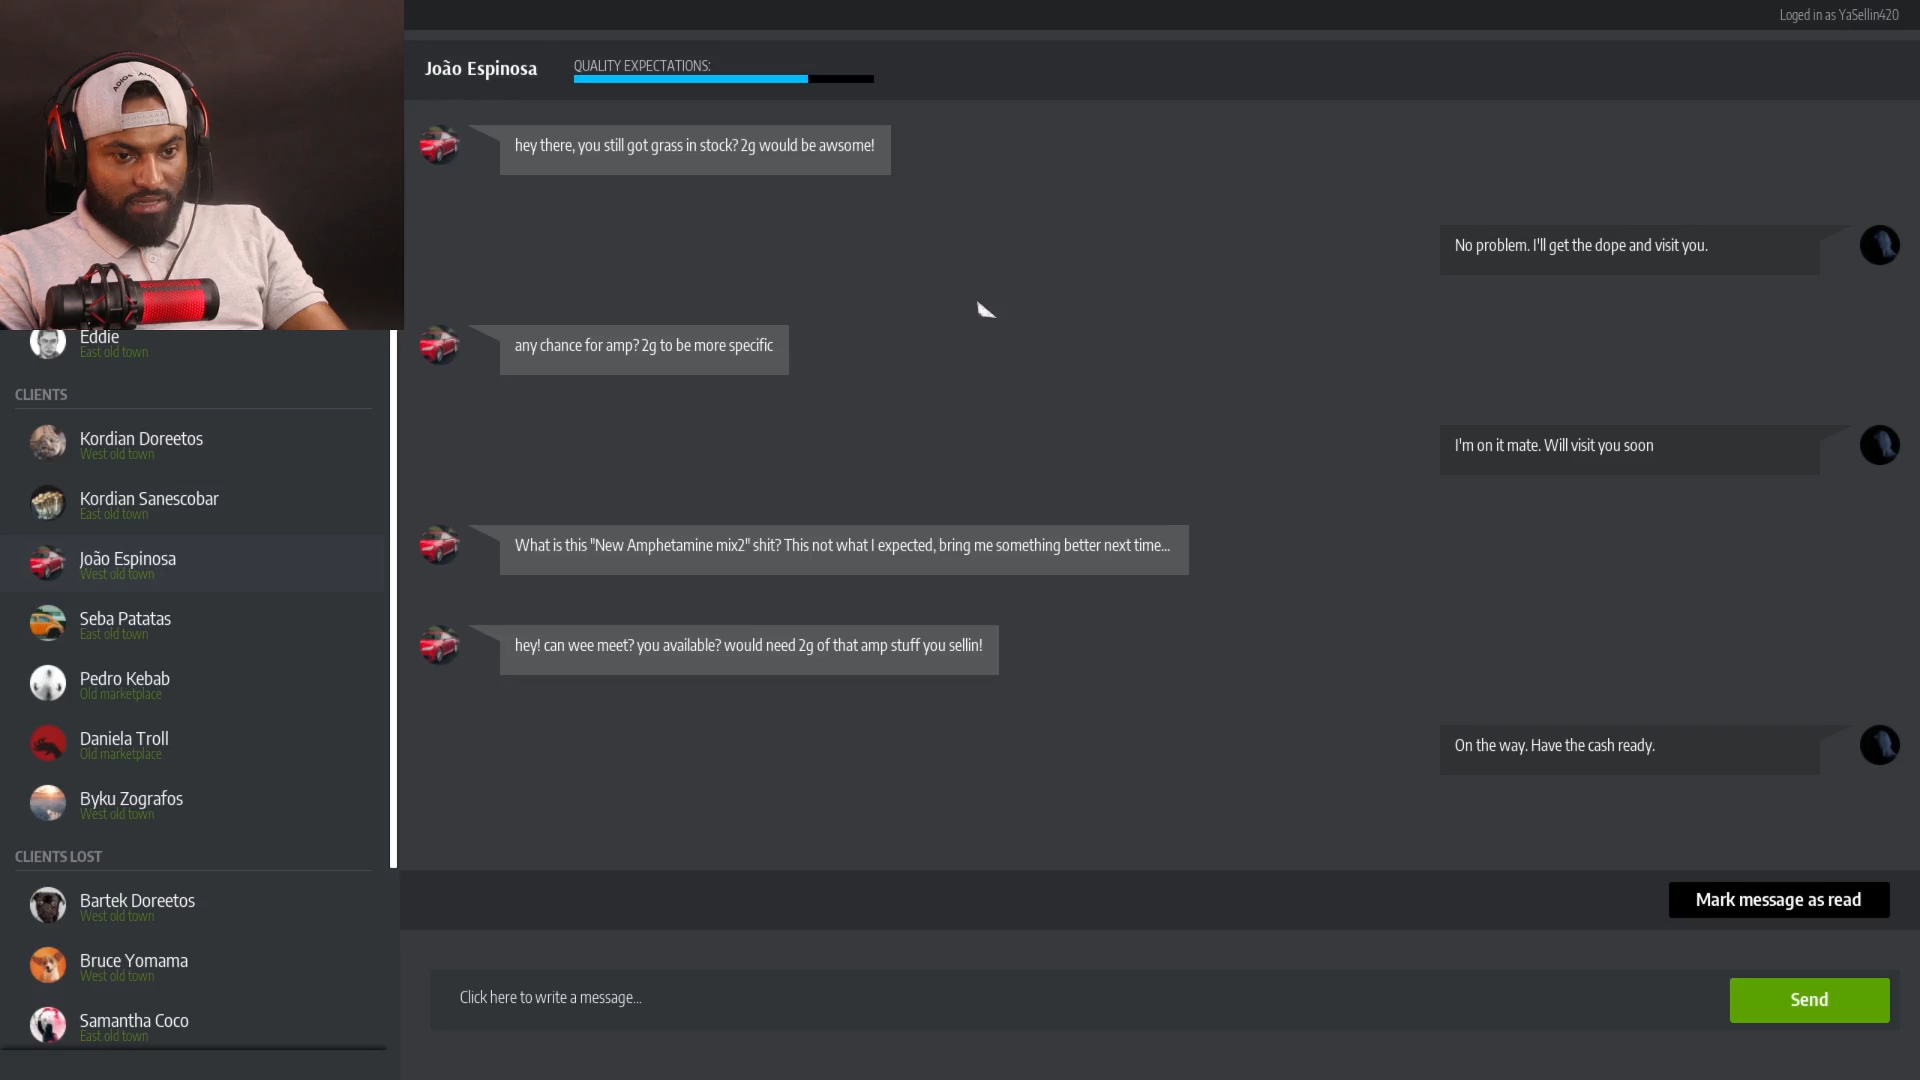 Loged in as YaSellin420
João Espinosa
QUALITY EXPECTATIONS:
hey there, you still got grass in stock? 2g would be awsome!
No problem. I'll get the dope and visit you.
any chance for amp? 2g to be more specific
I'm on it mate. Will visit you soon
What is this "New Amphetamine mix2" shit? This not what I expected, bring me something better next time...
hey! can wee meet? you available? would need 2g of that amp stuff you sellin!
On the way. Have the cash ready.
Mark message as read
Click here to write a message...
Send
Eddie
East old town
CLIENTS
Kordian Doreetos
West old town
Kordian Sanescobar
East old town
João Espinosa
West old town
Seba Patatas
East old town
Pedro Kebab
Old marketplace
Daniela Troll
Old marketplace
Byku Zografos
West old town
CLIENTS LOST
Bartek Doreetos
West old town
Bruce Yomama
West old town
Samantha Coco
East old town